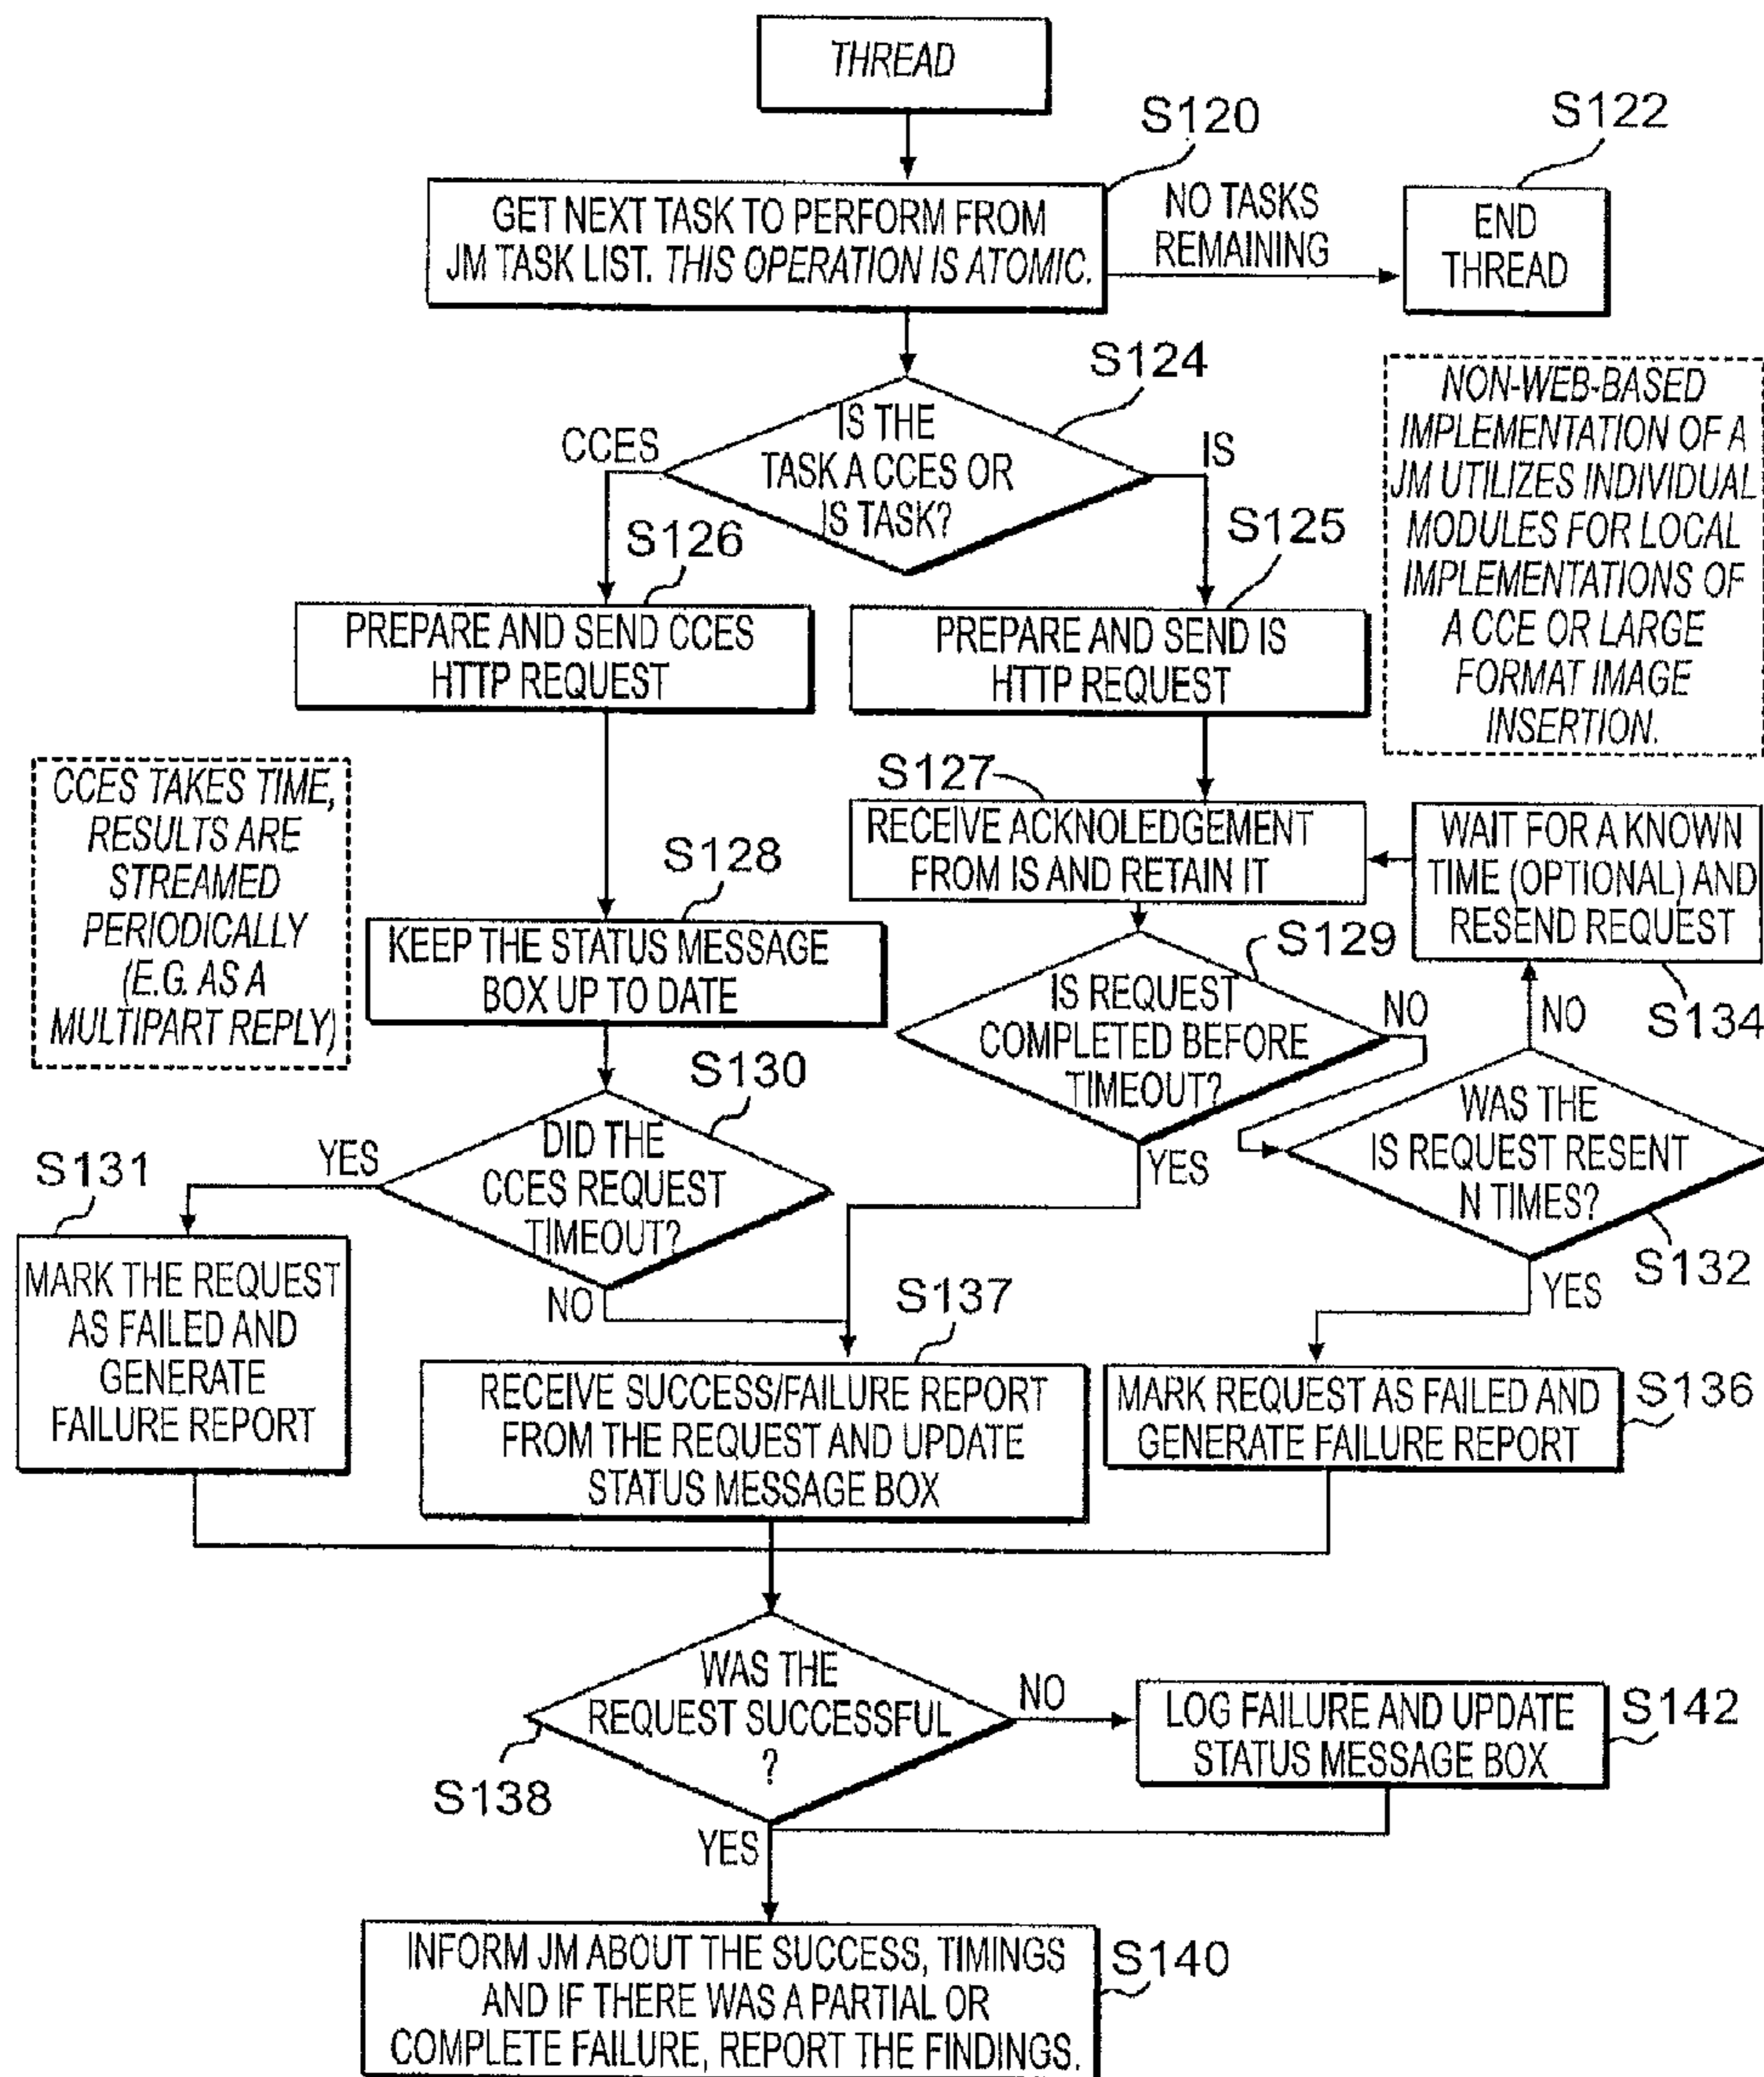 THREAD
S120
GET NEXT TASK TO PERFORM FROM
JM TASK LIST. THIS OPERATION IS ATOMIC.
NO TASKS
REMAINING
S122
END
THREAD
S124
IS THE
TASK A CCES OR
IS TASK?
CCES
IS
NON-WEB-BASED
IMPLEMENTATION OF A
JM UTILIZES INDIVIDUAL
MODULES FOR LOCAL
IMPLEMENTATIONS OF
A CCE OR LARGE
FORMAT IMAGE
INSERTION.
S126
PREPARE AND SEND CCES
HTTP REQUEST
S125
PREPARE AND SEND IS
HTTP REQUEST
CCES TAKES TIME,
RESULTS ARE
STREAMED
PERIODICALLY
(E.G. AS A
MULTIPART REPLY)
S127
RECEIVE ACKNOLEDGEMENT
FROM IS AND RETAIN IT
WAIT FOR A KNOWN
TIME (OPTIONAL) AND
RESEND REQUEST
S134
S128
KEEP THE STATUS MESSAGE
BOX UP TO DATE
S129
IS REQUEST
COMPLETED BEFORE
TIMEOUT?
NO
YES
NO
WAS THE
IS REQUEST RESENT
N TIMES?
S132
YES
S130
DID THE
CCES REQUEST
TIMEOUT?
YES
NO
S131
MARK THE REQUEST
AS FAILED AND
GENERATE
FAILURE REPORT
S137
RECEIVE SUCCESS/FAILURE REPORT
FROM THE REQUEST AND UPDATE
STATUS MESSAGE BOX
MARK REQUEST AS FAILED AND
GENERATE FAILURE REPORT
S136
WAS THE
REQUEST SUCCESSFUL
?
S138
NO
LOG FAILURE AND UPDATE
STATUS MESSAGE BOX
S142
YES
INFORM JM ABOUT THE SUCCESS, TIMINGS
AND IF THERE WAS A PARTIAL OR
COMPLETE FAILURE, REPORT THE FINDINGS.
S140